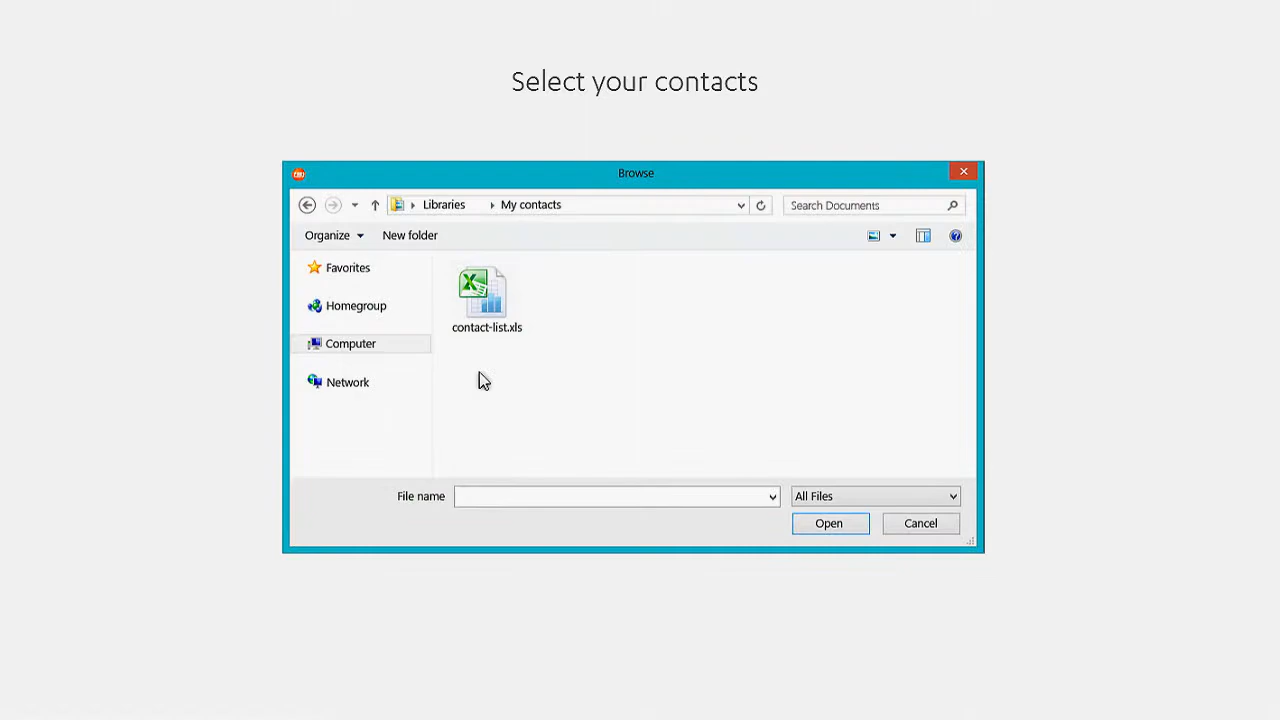 Select your contacts
Browse
Libraries
My contacts
Search Documents
Organize
New folder
Favorites
Homegroup
Computer
Network
contact-list.xls
File name
All Files
Open
Cancel